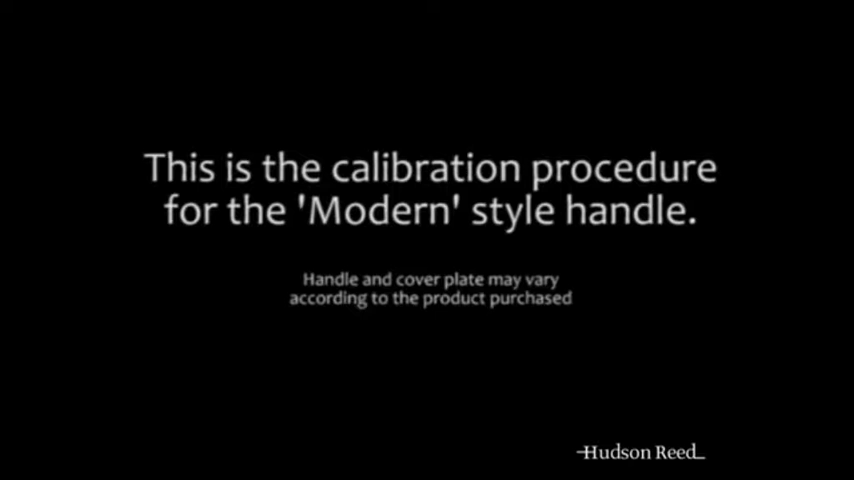 This is the calibration procedure
for the 'Modern' style handle.
Handle and cover plate may vary
according to the product purchased
Hudson Reed